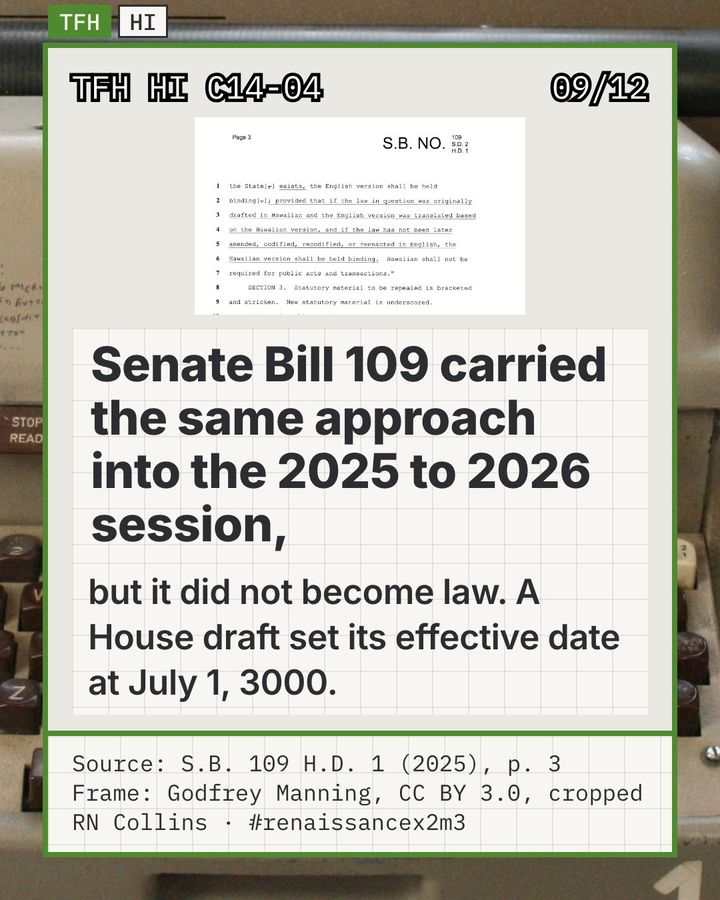 TFH HI
TFH HI C14-04 09/12
Page 3
S.B. NO. 109
S.D. 2
H.D. 1
1 the State[.] exists, the English version shall be held
2 binding[.]; provided that if the law in question was originally
3 drafted in Hawaiian and the English version was translated based
4 on the Hawaiian version, and if the law has not been later
5 amended, codified, recodified, or reenacted in English, the
6 Hawaiian version shall be held binding. Hawaiian shall not be
7 required for public acts and transactions."
8 SECTION 3. Statutory material to be repealed is bracketed
9 and stricken. New statutory material is underscored.
Senate Bill 109 carried
the same approach
into the 2025 to 2026
session,
but it did not become law. A
House draft set its effective date
at July 1, 3000.
Source: S.B. 109 H.D. 1 (2025), p. 3
Frame: Godfrey Manning, CC BY 3.0, cropped
RN Collins · #renaissancex2m3
STOP
READ
W
Z
1